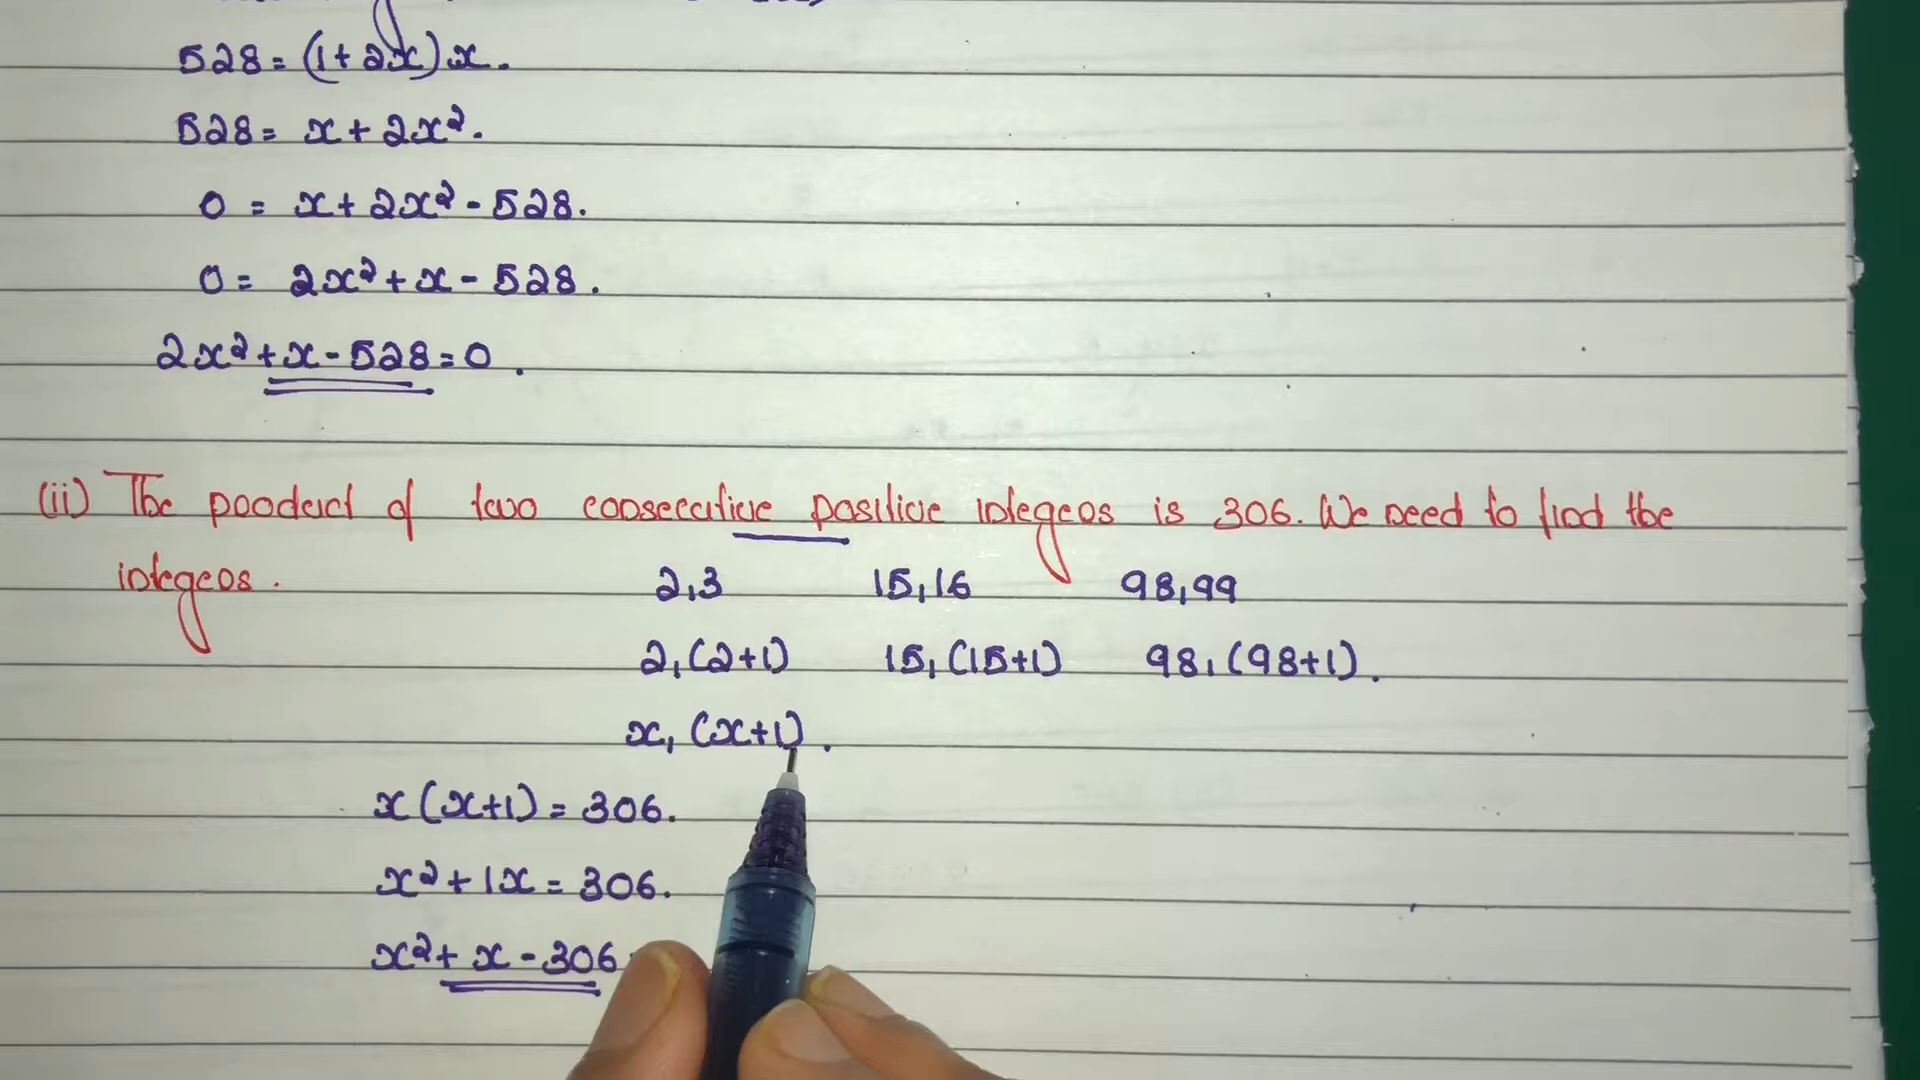 528 = (1+2x)x.
528 = x+2x².
0 = x+2x²-528.
0 = 2x²+x-528.
2x²+x-528=0.
(ii) The product of two consecutive positive integers is 306. We need to find the
integers.
2,3 15,16 98,99
2,(2+1) 15,(15+1) 98,(98+1).
x, (x+1).
x(x+1) = 306.
x²+1x = 306.
x²+x-306